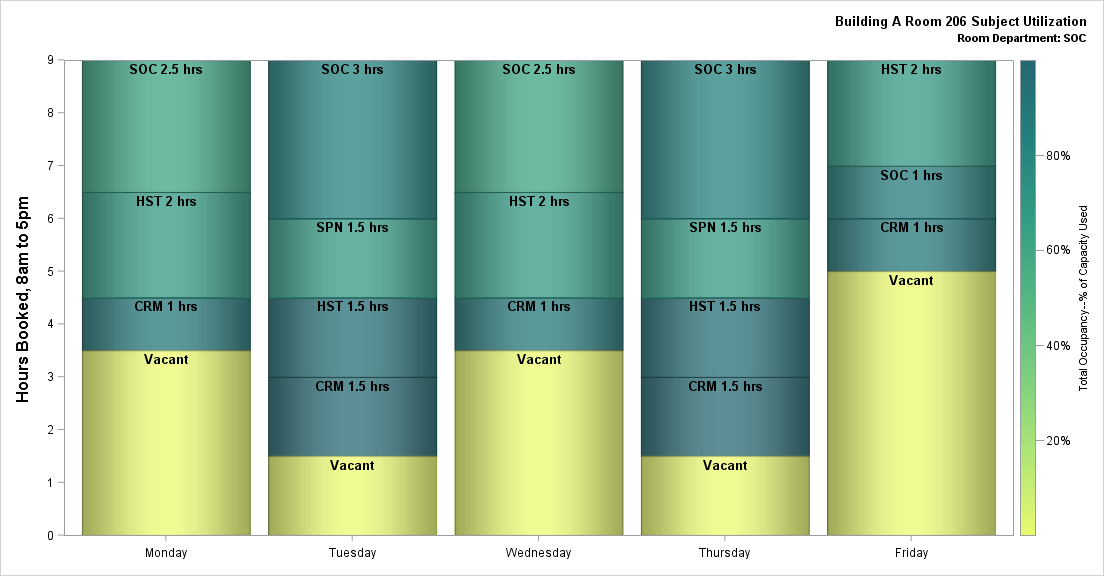 Building A Room 206 Subject Utilization
Room Department: SOC
Hours Booked, 8am to 5pm
9
8
7
6
5
4
3
2
1
0
SOC 2.5 hrs
HST 2 hrs
CRM 1 hrs
Vacant
SOC 3 hrs
SPN 1.5 hrs
HST 1.5 hrs
CRM 1.5 hrs
Vacant
SOC 2.5 hrs
HST 2 hrs
CRM 1 hrs
Vacant
SOC 3 hrs
SPN 1.5 hrs
HST 1.5 hrs
CRM 1.5 hrs
Vacant
HST 2 hrs
SOC 1 hrs
CRM 1 hrs
Vacant
Monday
Tuesday
Wednesday
Thursday
Friday
80%
60%
40%
20%
Total Occupancy--% of Capacity Used